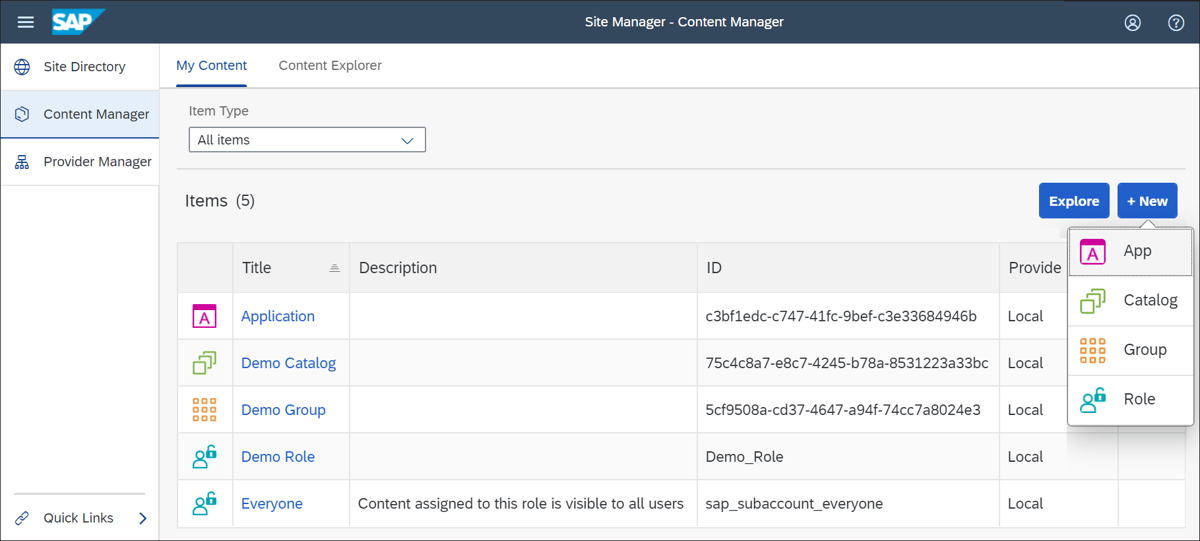 SAP
Site Manager - Content Manager
Site Directory
Content Manager
Provider Manager
Quick Links
My Content Content Explorer
Item Type
All items
Items (5)
Explore + New
Title Description ID Provide
A Application c3bf1edc-c747-41fc-9bef-c3e33684946b Local
Demo Catalog 75c4c8a7-e8c7-4245-b78a-8531223a33bc Local
Demo Group 5cf9508a-cd37-4647-a94f-74cc7a8024e3 Local
Demo Role Demo_Role Local
Everyone Content assigned to this role is visible to all users sap_subaccount_everyone Local
A App
Catalog
Group
Role